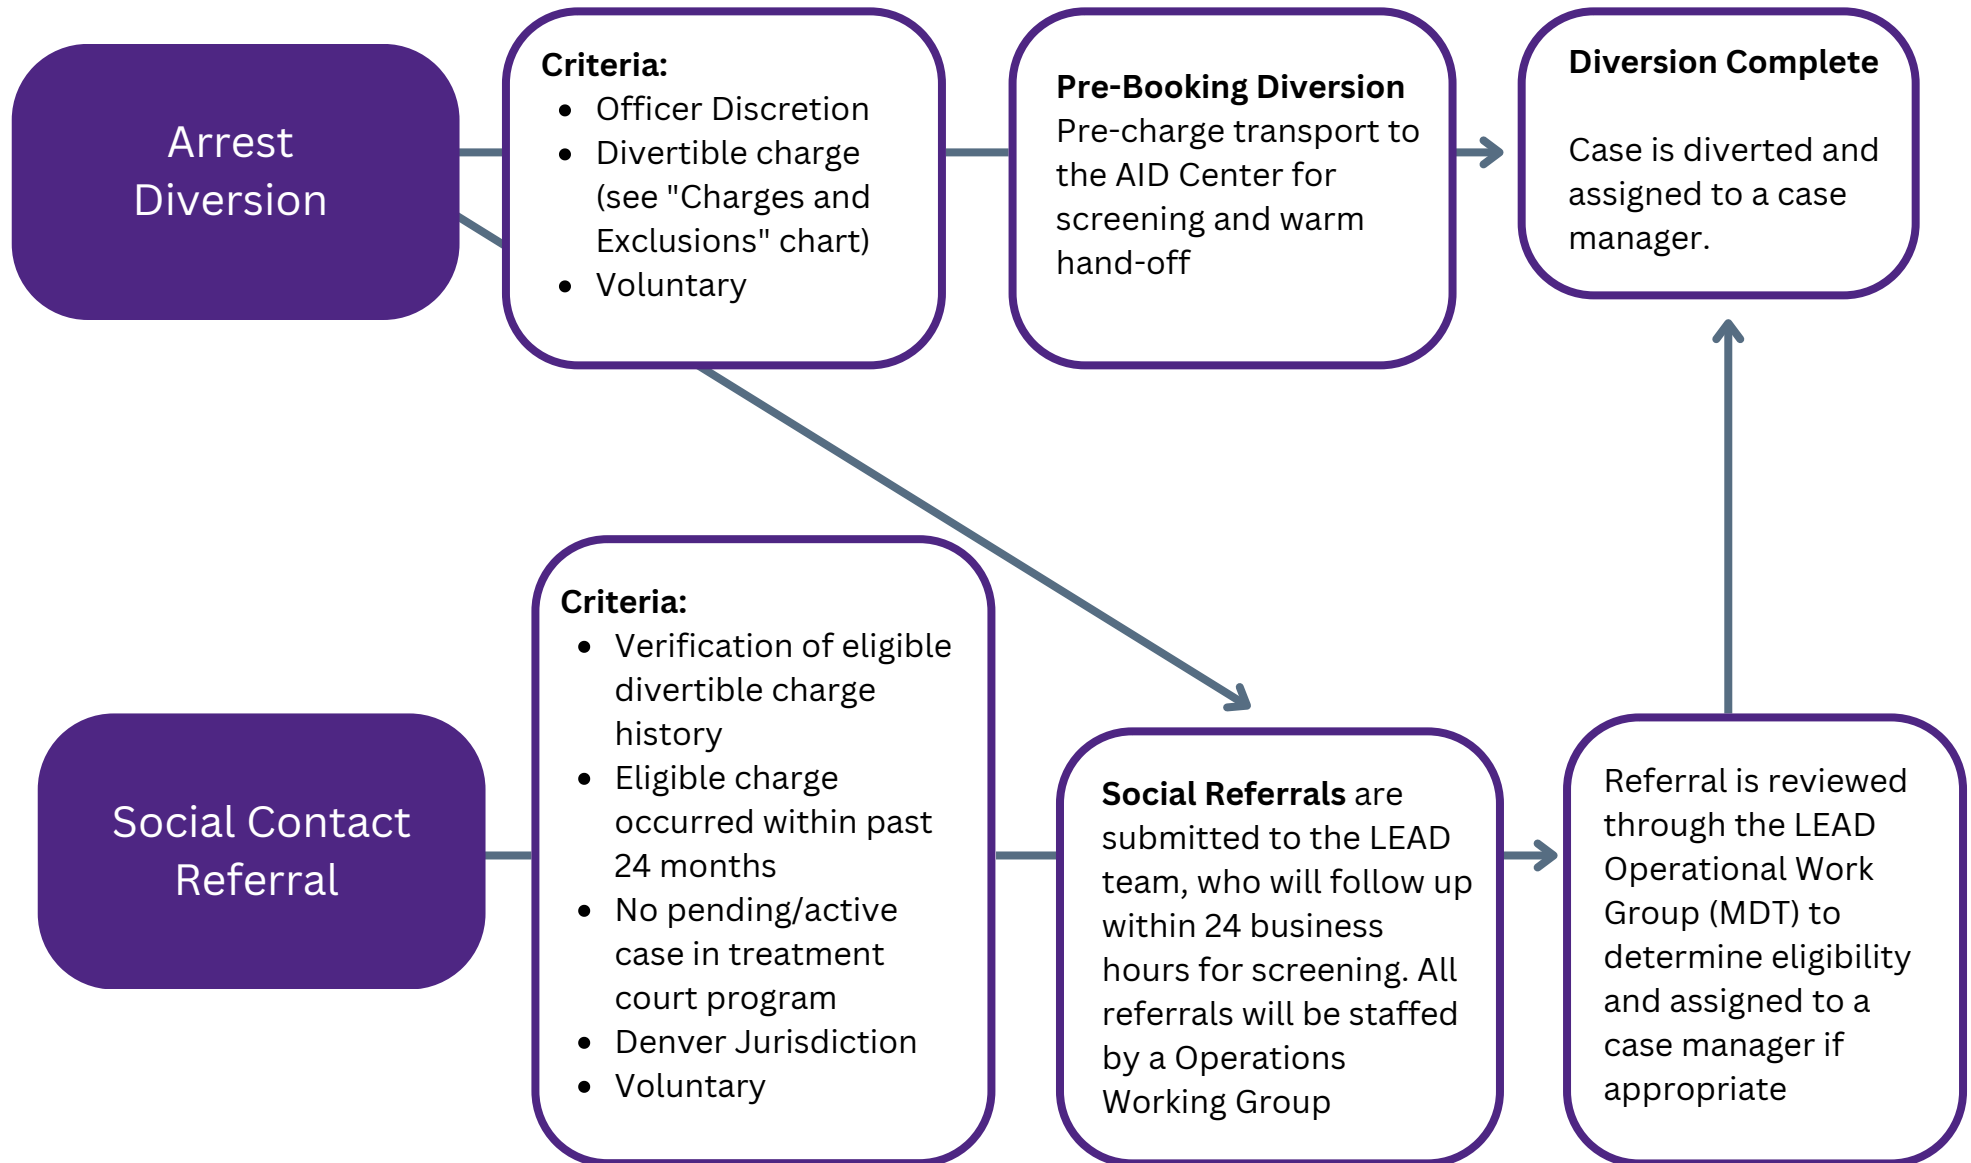 Arrest
Diversion
Criteria:
• Officer Discretion
• Divertible charge
(see "Charges and
Exclusions" chart)
• Voluntary
Pre-Booking Diversion
Pre-charge transport to
the AID Center for
screening and warm
hand-off
Diversion Complete
Case is diverted and
assigned to a case
manager.
Social Contact
Referral
Criteria:
• Verification of eligible
divertible charge
history
• Eligible charge
occurred within past
24 months
• No pending/active
case in treatment
court program
• Denver Jurisdiction
• Voluntary
Social Referrals are
submitted to the LEAD
team, who will follow up
within 24 business
hours for screening. All
referrals will be staffed
by a Operations
Working Group
Referral is reviewed
through the LEAD
Operational Work
Group (MDT) to
determine eligibility
and assigned to a
case manager if
appropriate